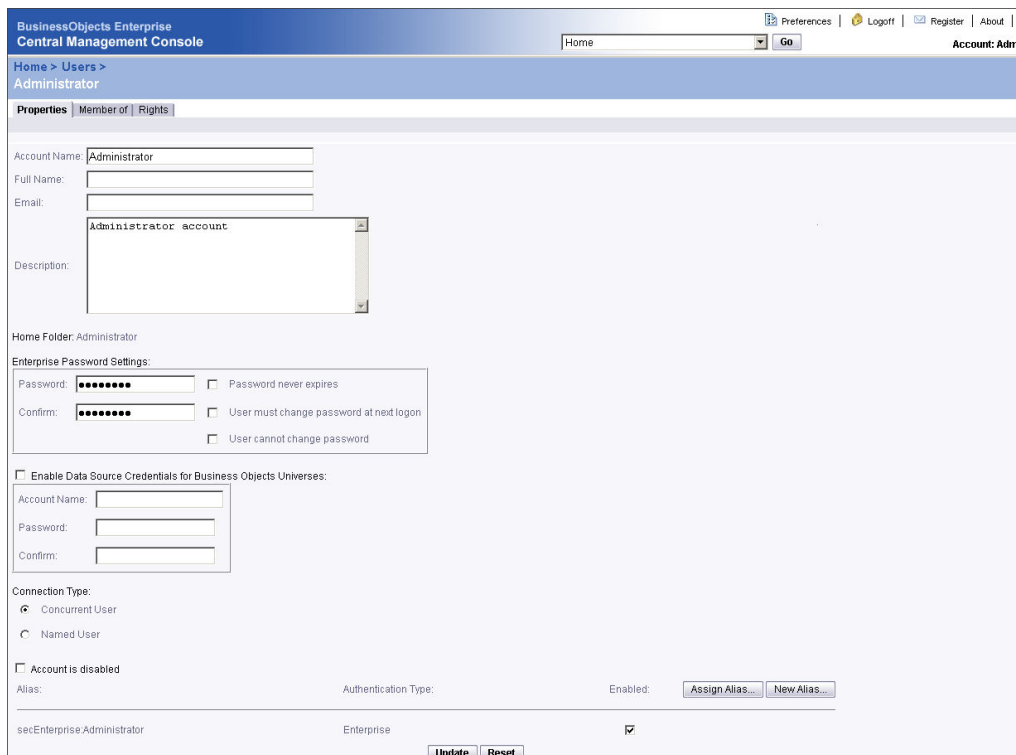 BusinessObjects Enterprise
Central Management Console
Preferences | Logoff | Register | About |
Home Go
Account: Adm
Home > Users >
Administrator
Properties | Member of | Rights |
Account Name: Administrator
Full Name:
Email:
Description: Administrator account
Home Folder: Administrator
Enterprise Password Settings:
Password: ●●●●●●●● Password never expires
Confirm: ●●●●●●●● User must change password at next logon
User cannot change password
Enable Data Source Credentials for Business Objects Universes:
Account Name:
Password:
Confirm:
Connection Type:
Concurrent User
Named User
Account is disabled
Alias: Authentication Type: Enabled: Assign Alias... New Alias...
secEnterprise:Administrator Enterprise
Update Reset